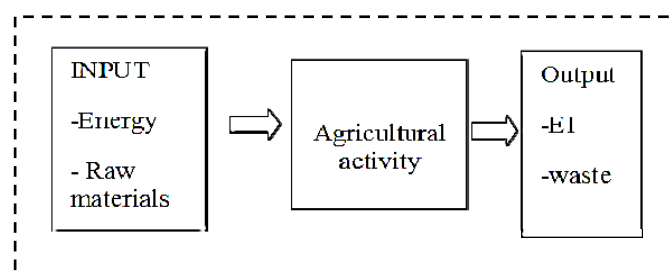 INPUT
-Energy
- Raw
materials
Agricultural
activity
Output
-EI
-waste